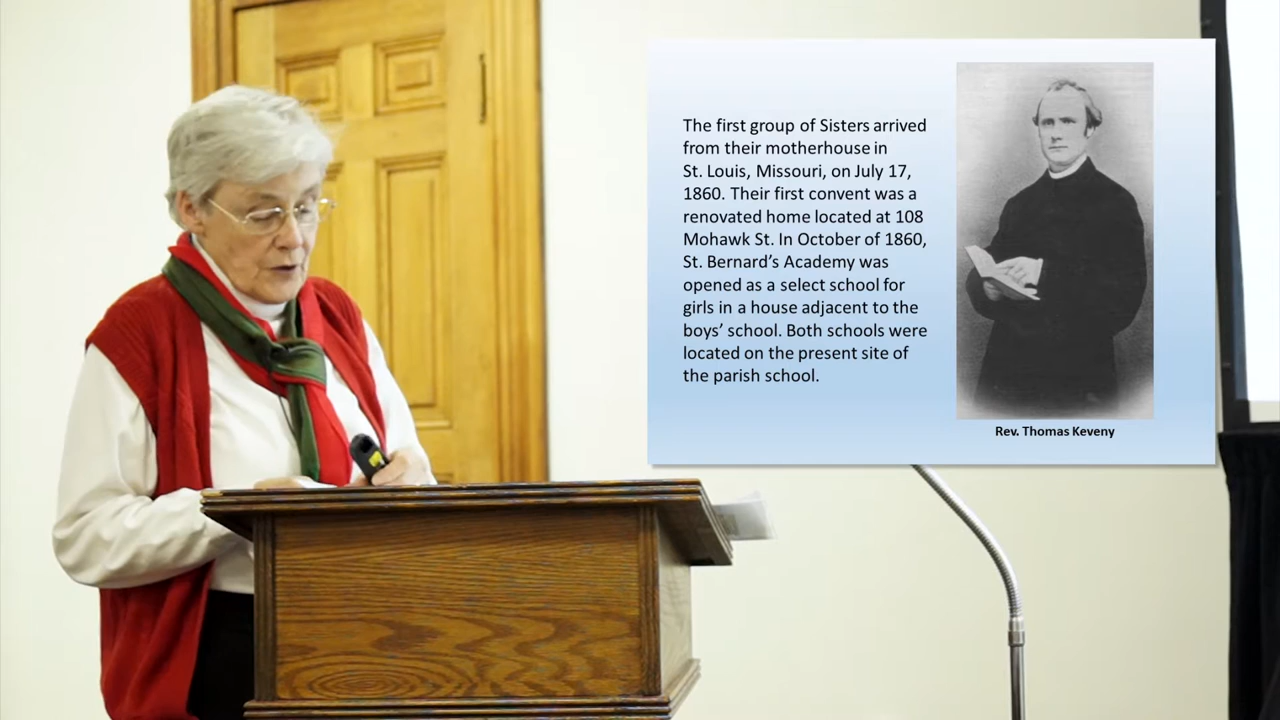 The first group of Sisters arrived
from their motherhouse in
St. Louis, Missouri, on July 17,
1860. Their first convent was a
renovated home located at 108
Mohawk St. In October of 1860,
St. Bernard’s Academy was
opened as a select school for
girls in a house adjacent to the
boys’ school. Both schools were
located on the present site of
the parish school.
Rev. Thomas Keveny